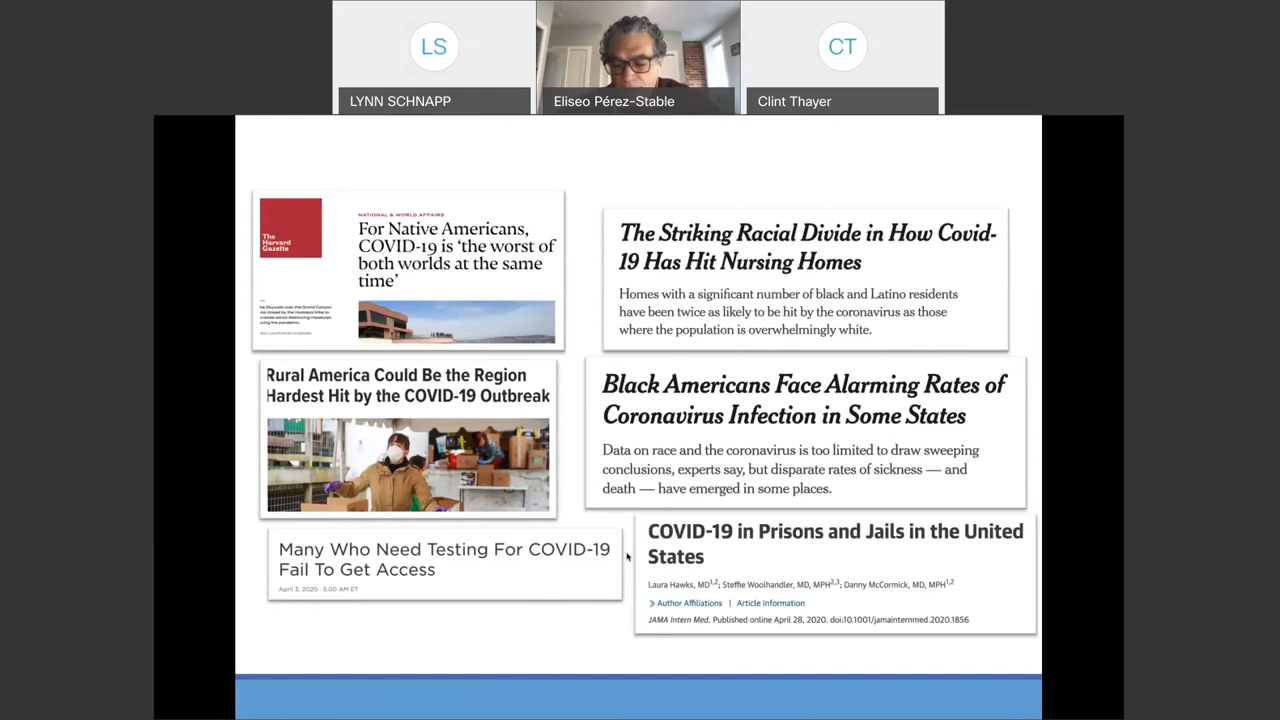 LS
CT
LYNN SCHNAPP
Eliseo Pérez-Stable
Clint Thayer
The
Harvard
Gazette
NATIONAL & WORLD AFFAIRS
For Native Americans,
COVID-19 is ‘the worst of
both worlds at the same
time’
he Skywalk over the Grand Canyon
The Striking Racial Divide in How Covid-
19 Has Hit Nursing Homes
Homes with a significant number of black and Latino residents
have been twice as likely to be hit by the coronavirus as those
where the population is overwhelmingly white.
Rural America Could Be the Region
Hardest Hit by the COVID-19 Outbreak
Black Americans Face Alarming Rates of
Coronavirus Infection in Some States
Data on race and the coronavirus is too limited to draw sweeping
conclusions, experts say, but disparate rates of sickness — and
death — have emerged in some places.
Many Who Need Testing For COVID-19
Fail To Get Access
April 3, 2020 · 5:00 AM ET
COVID-19 in Prisons and Jails in the United
States
Laura Hawks, MD1,2; Steffie Woolhandler, MD, MPH2,3; Danny McCormick, MD, MPH1,2
Author Affiliations | Article Information
JAMA Intern Med. Published online April 28, 2020. doi:10.1001/jamainternmed.2020.1856